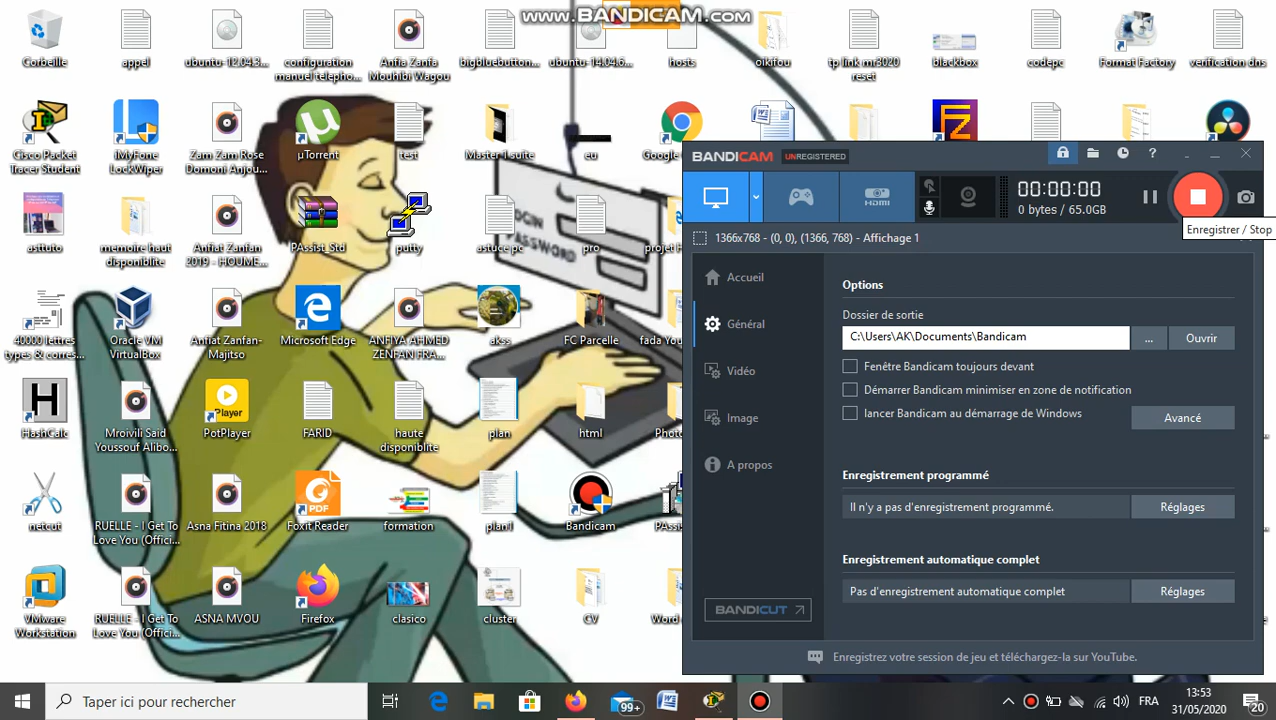 www.BANDICAM.com
Corbeille
appel
ubuntu-12.04.3...
configuration
manuel telepho...
Anfia Zanfa
Mouhibi Wagou
bigbluebutton...
ubuntu-14.04.6...
hosts
oikifou
tp link mr3020
reset
blackbox
codepc
Format Factory
verification dns
Cisco Packet
Tracer Student
iMyFone
LockWiper
Zam Zam Rose
Domoni Anjou...
µTorrent
test
Master-I suite
eu
Google
asttuto
memoire haut
disponiblite
Anfiat Zanfan
2019 - HOUME...
PAssist_Std
putty
astuce pc
pro
projet H
LOGIN
PASSWORD
40000 lettres
types & corres...
Oracle VM
VirtualBox
Anfiat Zanfan-
Majitso
Microsoft Edge
ANFIYA AHMED
ZENFAN FRA...
akss
FC Parcelle
fada You
HashCalc
Mroivili Said
Youssouf Alibo...
PotPlayer
FARID
haute
disponiblite
plan
html
Photo
netcut
RUELLE - I Get To
Love You (Offici...
Asna Fitina 2018
Foxit Reader
formation
plan1
Bandicam
PAssi
VMware
Workstation
RUELLE - I Get To
Love You (Offici...
ASNA MVOU
Firefox
clasico
cluster
CV
Word
BANDICAM UNREGISTERED
HDMI
00:00:00
0 bytes / 65.0GB
Enregistrer / Stop
1366x768 - (0, 0), (1366, 768) - Affichage 1
Accueil
Général
Vidéo
Image
A propos
BANDICUT
Options
Dossier de sortie
C:\Users\AK\Documents\Bandicam
...
Ouvrir
Fenêtre Bandicam toujours devant
Démarrer Bandicam minimiser en zone de notification
lancer Bandicam au démarrage de Windows
Avancé
Enregistrement programmé
Il n'y a pas d'enregistrement programmé.
Réglages
Enregistrement automatique complet
Pas d'enregistrement automatique complet
Réglages
Enregistrez votre session de jeu et téléchargez-la sur YouTube.
Taper ici pour rechercher
99+
FRA
13:53
31/05/2020
20